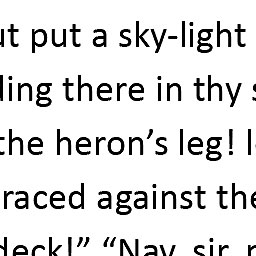 ut put a sky-light
ding there in thy s
the heron’s leg! l
raced against the
deck!” “Nay, sir, n